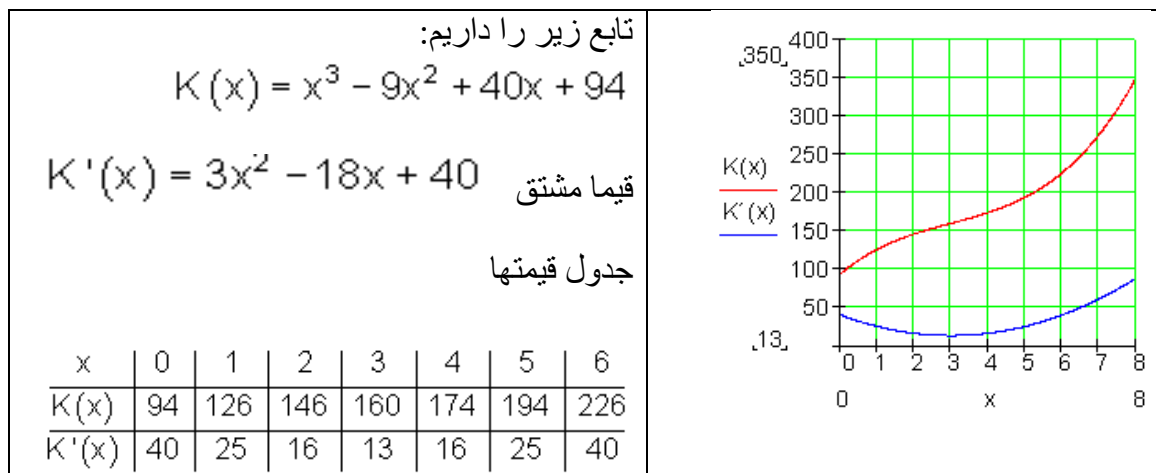 تابع زیر را داریم:
K(x) = x³ − 9x² + 40x + 94
K'(x) = 3x² − 18x + 40 قیما مشتق
جدول قیمتها
x | 0 | 1 | 2 | 3 | 4 | 5 | 6
K(x) | 94 | 126 | 146 | 160 | 174 | 194 | 226
K'(x) | 40 | 25 | 16 | 13 | 16 | 25 | 40
350
400
350
300
250
200
150
100
50
K(x)
K´(x)
13
0 1 2 3 4 5 6 7 8
0 x 8